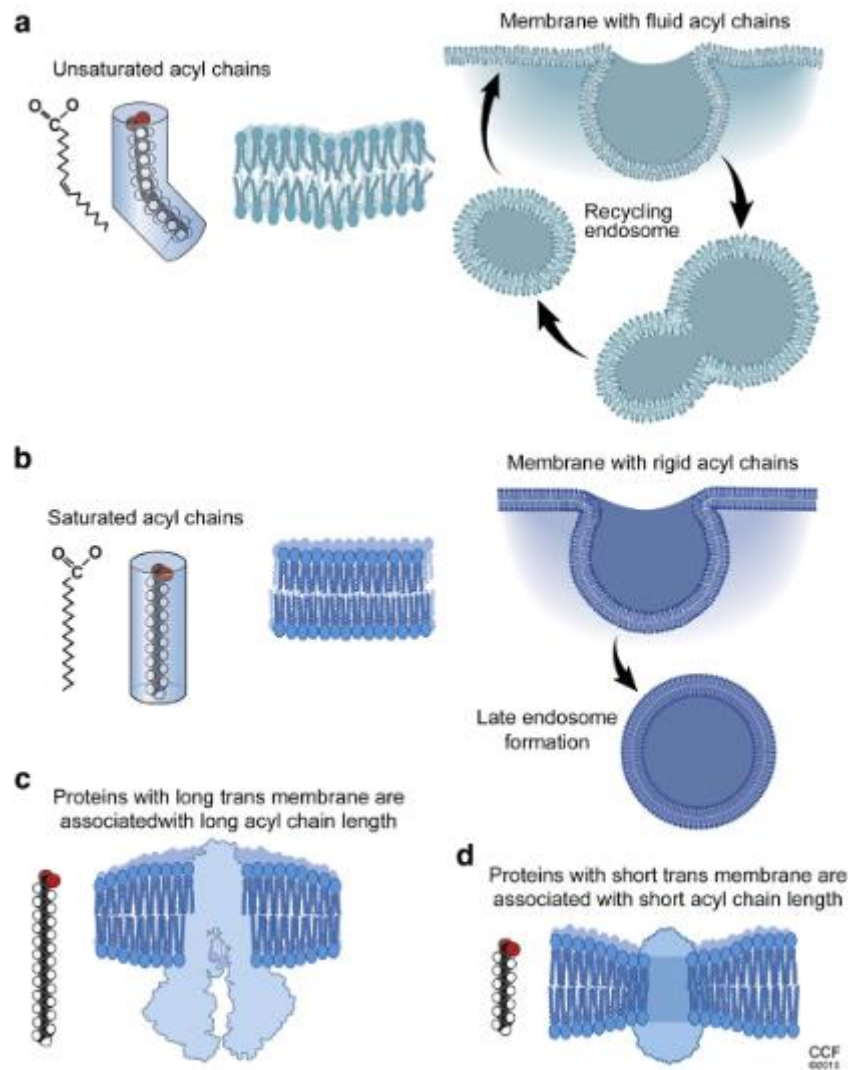 a
Membrane with fluid acyl chains
Unsaturated acyl chains
O
C
O
Recycling
endosome
b
Membrane with rigid acyl chains
Saturated acyl chains
O
C
O
Late endosome
formation
c
Proteins with long trans membrane are
associatedwith long acyl chain length
d
Proteins with short trans membrane are
associated with short acyl chain length
CCF
©2013